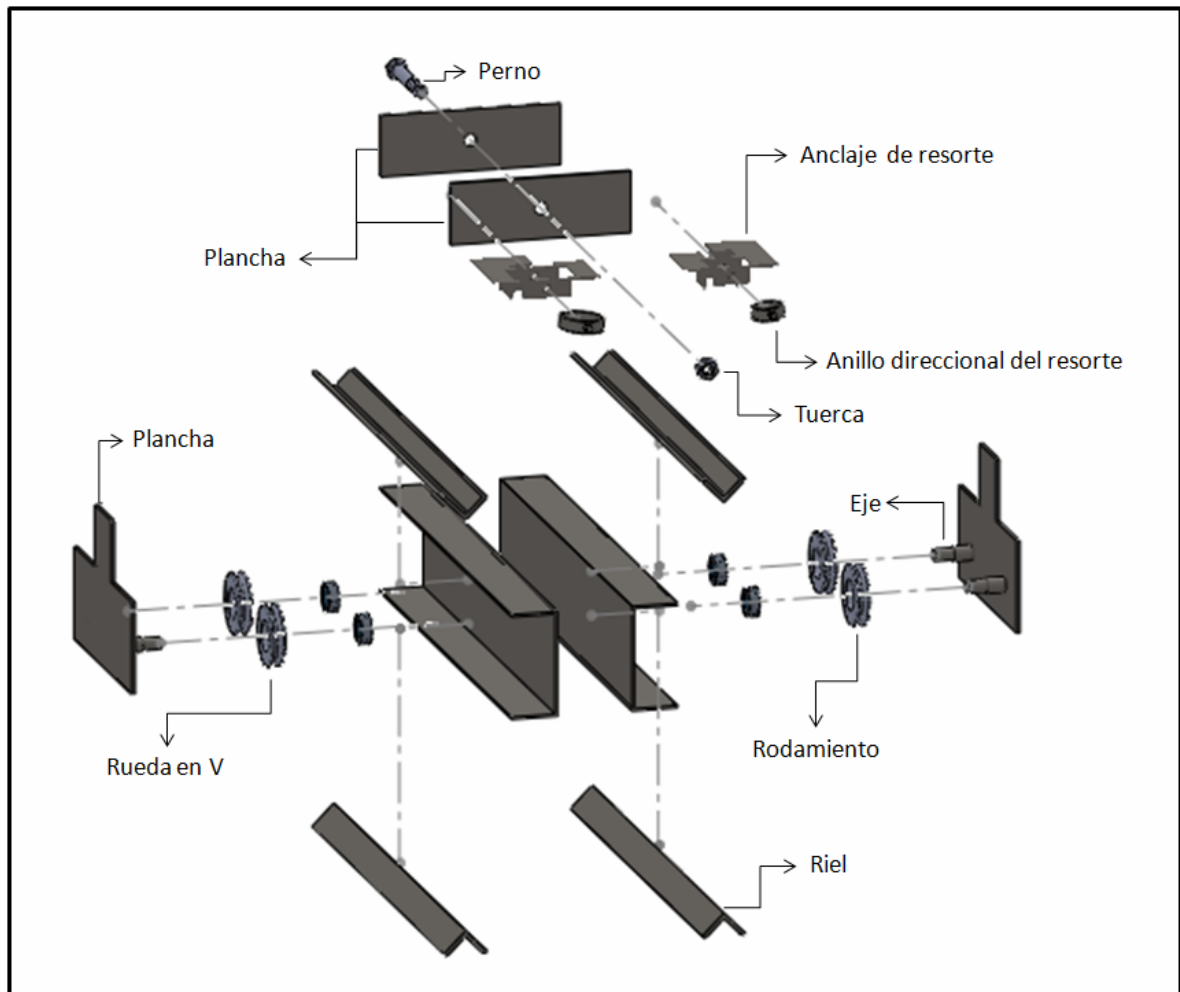 Perno
Anclaje de resorte
Plancha
Anillo direccional del resorte
Tuerca
Plancha
Eje
Rodamiento
Rueda en V
Riel